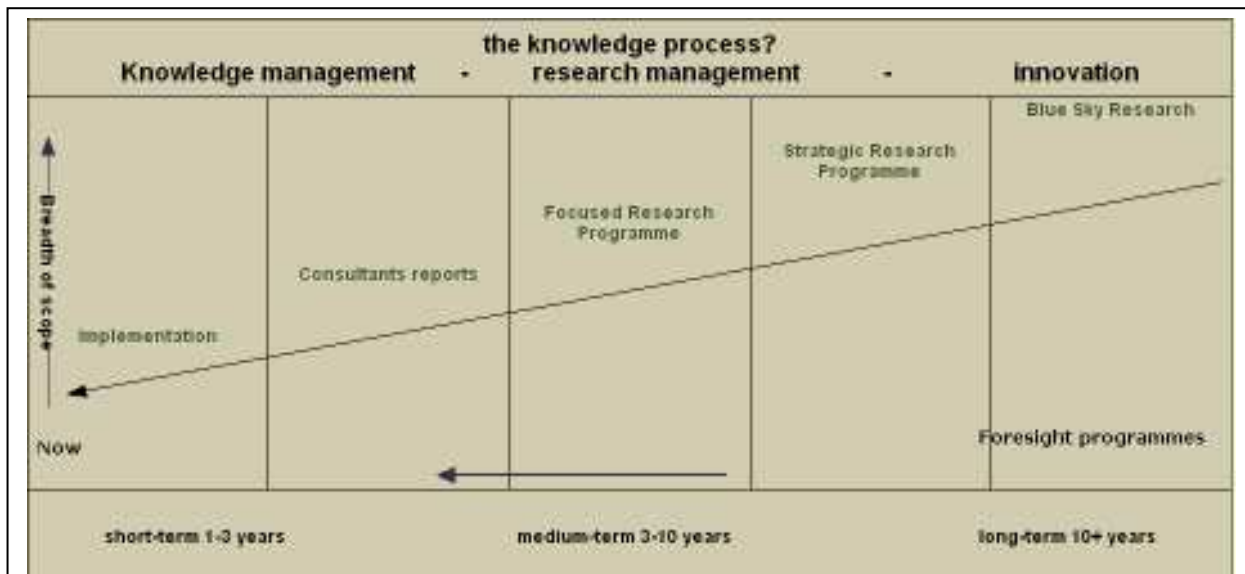 the knowledge process?
Knowledge management - research management - innovation
Blue Sky Research
Strategic Research
Programme
Focused Research
Programme
Consultants reports
Implementation
Breadth of
scope
Now
Foresight programmes
short-term 1-3 years
medium-term 3-10 years
long-term 10+ years